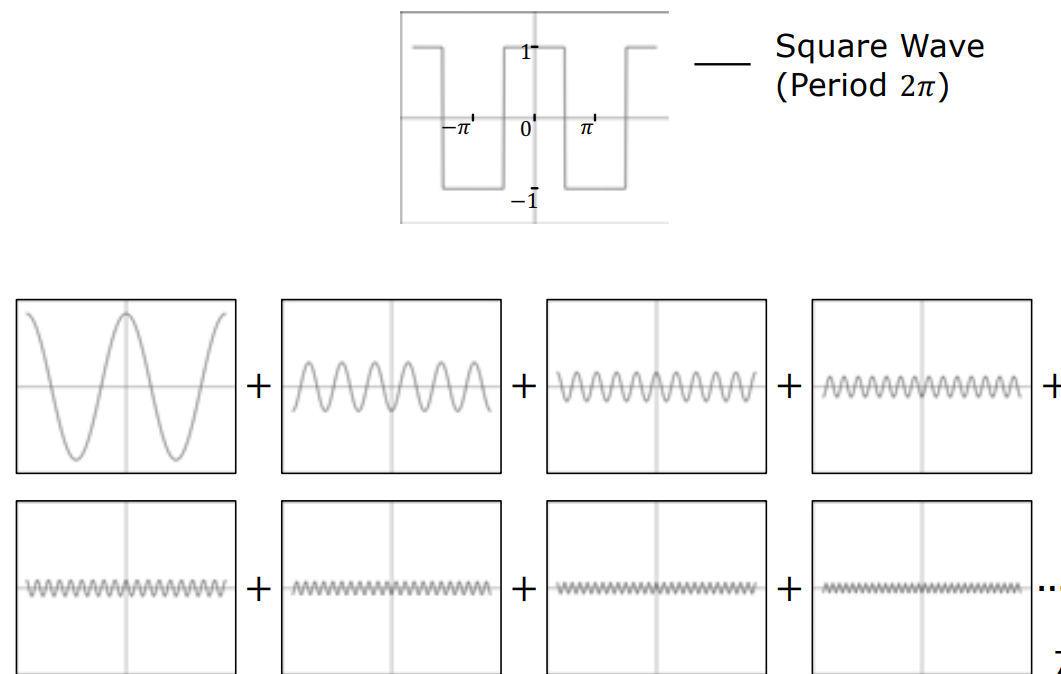 1
Square Wave
(Period 2π)
−π 0 π
−1
+ + + +
+ + + ...